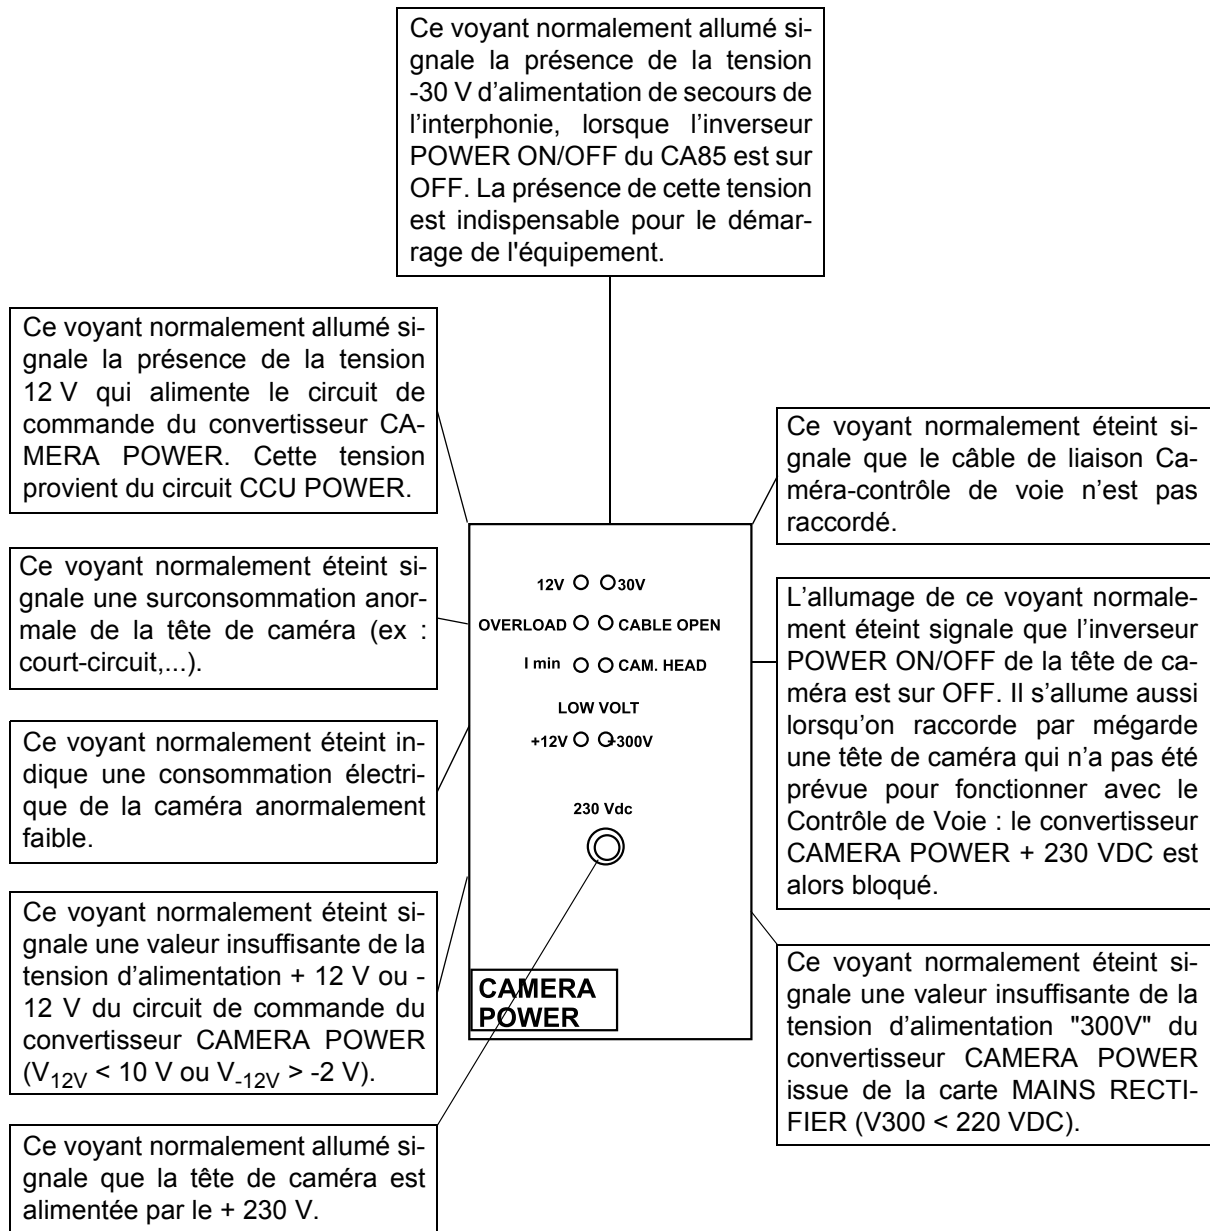 Ce voyant normalement allumé si-
gnale la présence de la tension
-30 V d’alimentation de secours de
l’interphonie, lorsque l’inverseur
POWER ON/OFF du CA85 est sur
OFF. La présence de cette tension
est indispensable pour le démar-
rage de l'équipement.
Ce voyant normalement allumé si-
gnale la présence de la tension
12 V qui alimente le circuit de
commande du convertisseur CA-
MERA POWER. Cette tension
provient du circuit CCU POWER.
Ce voyant normalement éteint si-
gnale une surconsommation anor-
male de la tête de caméra (ex :
court-circuit,...).
Ce voyant normalement éteint in-
dique une consommation électri-
que de la caméra anormalement
faible.
Ce voyant normalement éteint si-
gnale une valeur insuffisante de la
tension d’alimentation + 12 V ou -
12 V du circuit de commande du
convertisseur CAMERA POWER
(V12V < 10 V ou V-12V > -2 V).
Ce voyant normalement allumé si-
gnale que la tête de caméra est
alimentée par le + 230 V.
12V 30V
OVERLOAD CABLE OPEN
I min CAM. HEAD
LOW VOLT
+12V +300V
230 Vdc
CAMERA
POWER
Ce voyant normalement éteint si-
gnale que le câble de liaison Ca-
méra-contrôle de voie n’est pas
raccordé.
L’allumage de ce voyant normale-
ment éteint signale que l’inverseur
POWER ON/OFF de la tête de ca-
méra est sur OFF. Il s’allume aussi
lorsqu’on raccorde par mégarde
une tête de caméra qui n’a pas été
prévue pour fonctionner avec le
Contrôle de Voie : le convertisseur
CAMERA POWER + 230 VDC est
alors bloqué.
Ce voyant normalement éteint si-
gnale une valeur insuffisante de la
tension d’alimentation "300V" du
convertisseur CAMERA POWER
issue de la carte MAINS RECTI-
FIER (V300 < 220 VDC).